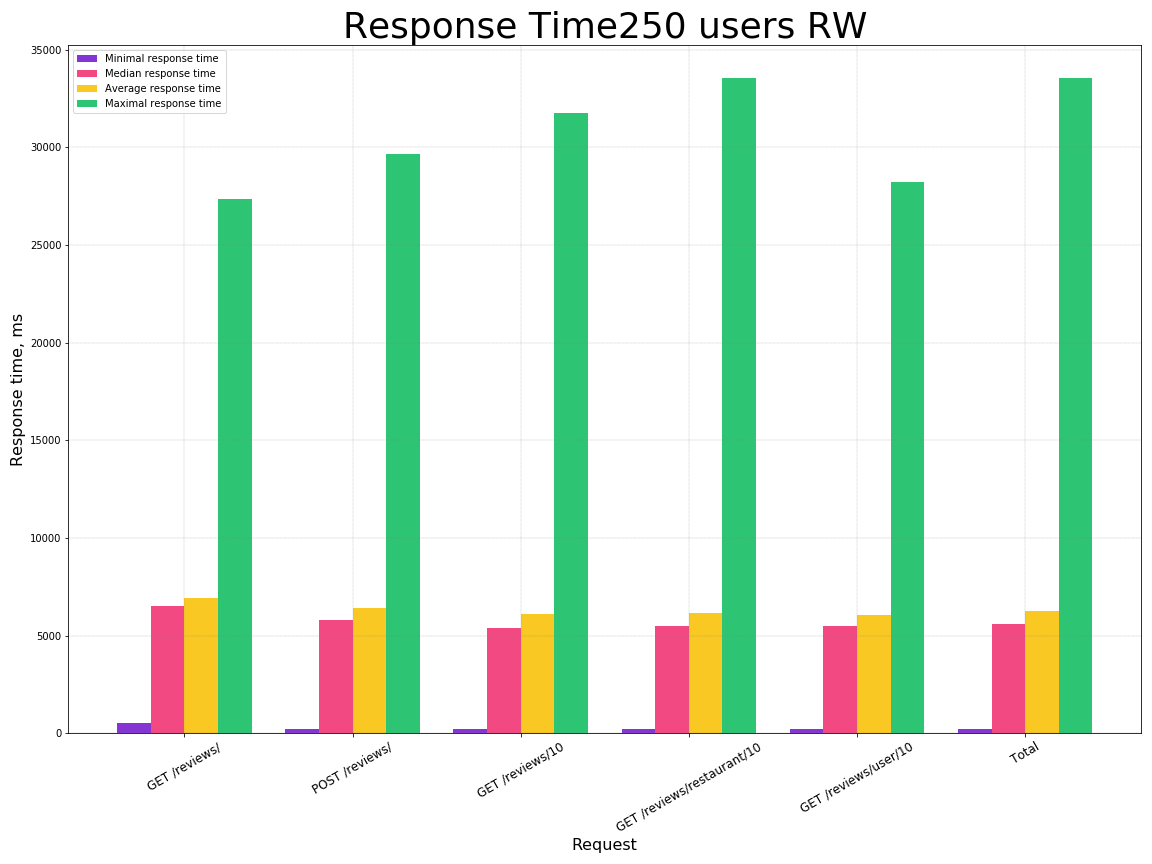 Response Time250 users RW
Minimal response time
Median response time
Average response time
Maximal response time
Response time, ms
35000
30000
25000
20000
15000
10000
5000
0
GET /reviews/
POST /reviews/
GET /reviews/10
GET /reviews/restaurant/10
GET /reviews/user/10
Total
Request